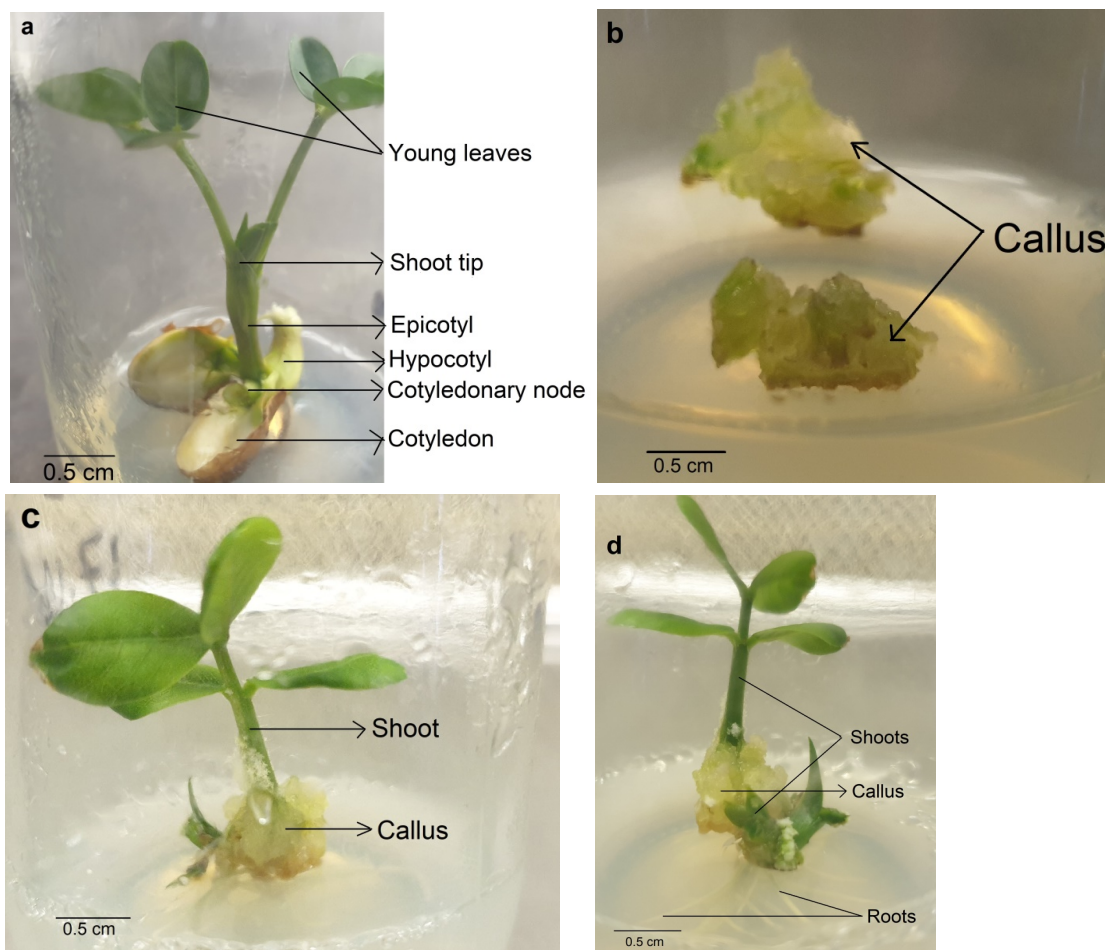 a
Young leaves
Shoot tip
Epicotyl
Hypocotyl
Cotyledonary node
Cotyledon
0.5 cm
b
Callus
0.5 cm
c
Shoot
Callus
0.5 cm
d
Shoots
Callus
Roots
0.5 cm